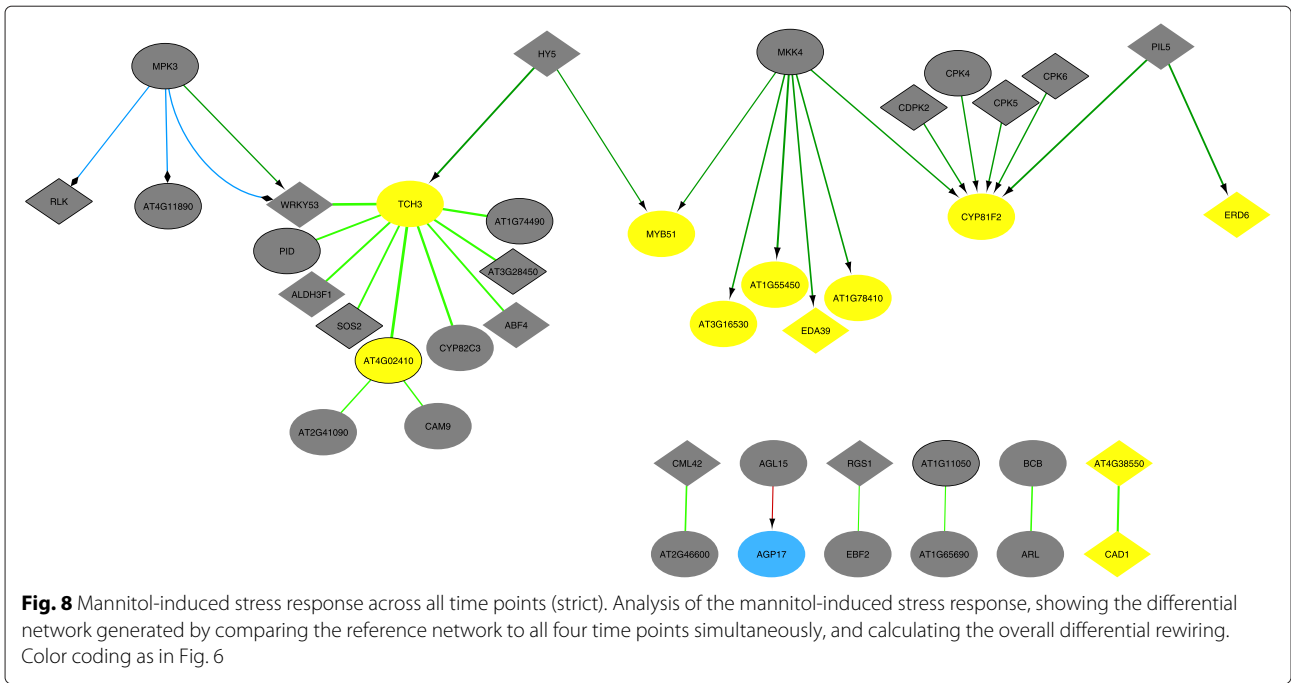 MPK3
HY5
MKK4
PIL5
CPK4
CPK6
CDPK2
CPK5
RLK
AT4G11890
WRKY53
TCH3
AT1G74490
CYP81F2
ERD6
MYB51
PID
AT3G28450
ALDH3F1
AT1G55450
AT1G78410
SOS2
ABF4
AT3G16530
EDA39
CYP82C3
AT4G02410
AT2G41090
CAM9
CML42
AGL15
RGS1
AT1G11050
BCB
AT4G38550
AT2G46600
AGP17
EBF2
AT1G65690
ARL
CAD1
Fig. 8 Mannitol-induced stress response across all time points (strict). Analysis of the mannitol-induced stress response, showing the differential
network generated by comparing the reference network to all four time points simultaneously, and calculating the overall differential rewiring.
Color coding as in Fig. 6